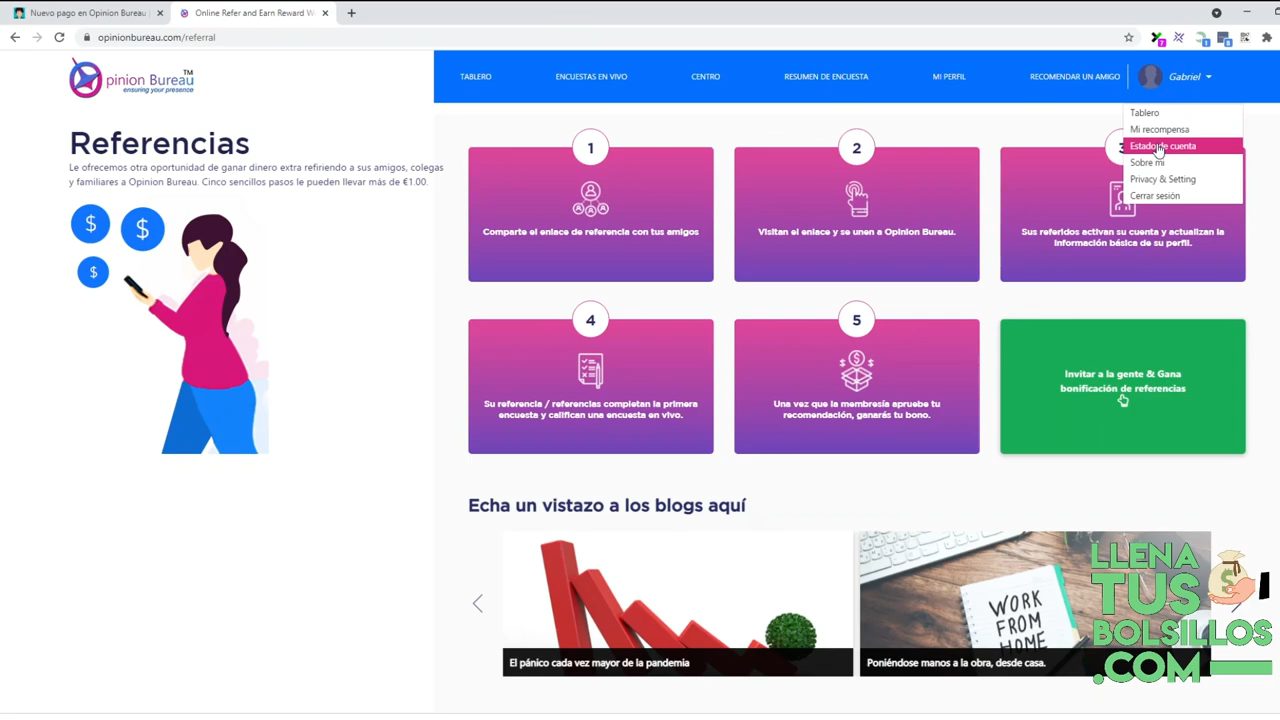 Nuevo pago en Opinion Bureau
Online Refer and Earn Reward W
opinionbureau.com/referral
7
1
8
pinion Bureau™
ensuring your presence
TABLERO
ENCUESTAS EN VIVO
CENTRO
RESUMEN DE ENCUESTA
MI PERFIL
RECOMENDAR UN AMIGO
Gabriel
Tablero
Mi recompensa
Estado de cuenta
Sobre mí
Privacy & Setting
Cerrar sesión
Referencias
Le ofrecemos otra oportunidad de ganar dinero extra refiriendo a sus amigos, colegas
y familiares a Opinion Bureau. Cinco sencillos pasos le pueden llevar más de €1.00.
$
$
$
1
Comparte el enlace de referencia con tus amigos
2
Visitan el enlace y se unen a Opinion Bureau.
3
Sus referidos activan su cuenta y actualizan la
información básica de su perfil.
4
Su referencia / referencias completan la primera
encuesta y califican una encuesta en vivo.
5
Una vez que la membresía apruebe tu
recomendación, ganarás tu bono.
Invitar a la gente & Gana
bonificación de referencias
Echa un vistazo a los blogs aquí
El pánico cada vez mayor de la pandemia
WORK
FROM
HOME
Poniéndose manos a la obra, desde casa.
LLENA
TUS
BOLSILLOS
.COM